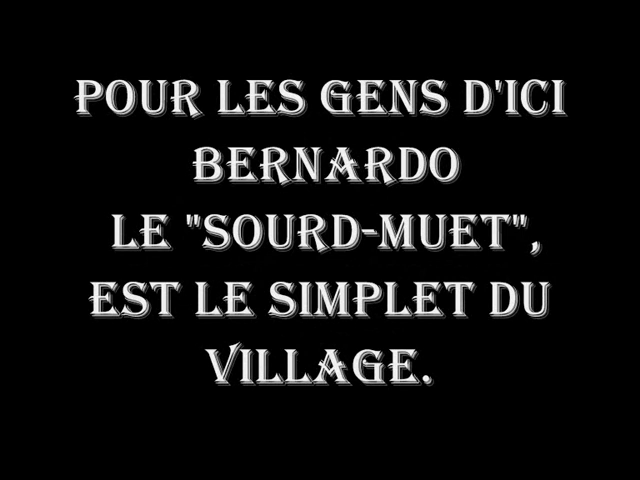 POUR LES GENS D'ICI
BERNARDO
LE "SOURD-MUET",
EST LE SIMPLET DU
VILLAGE.